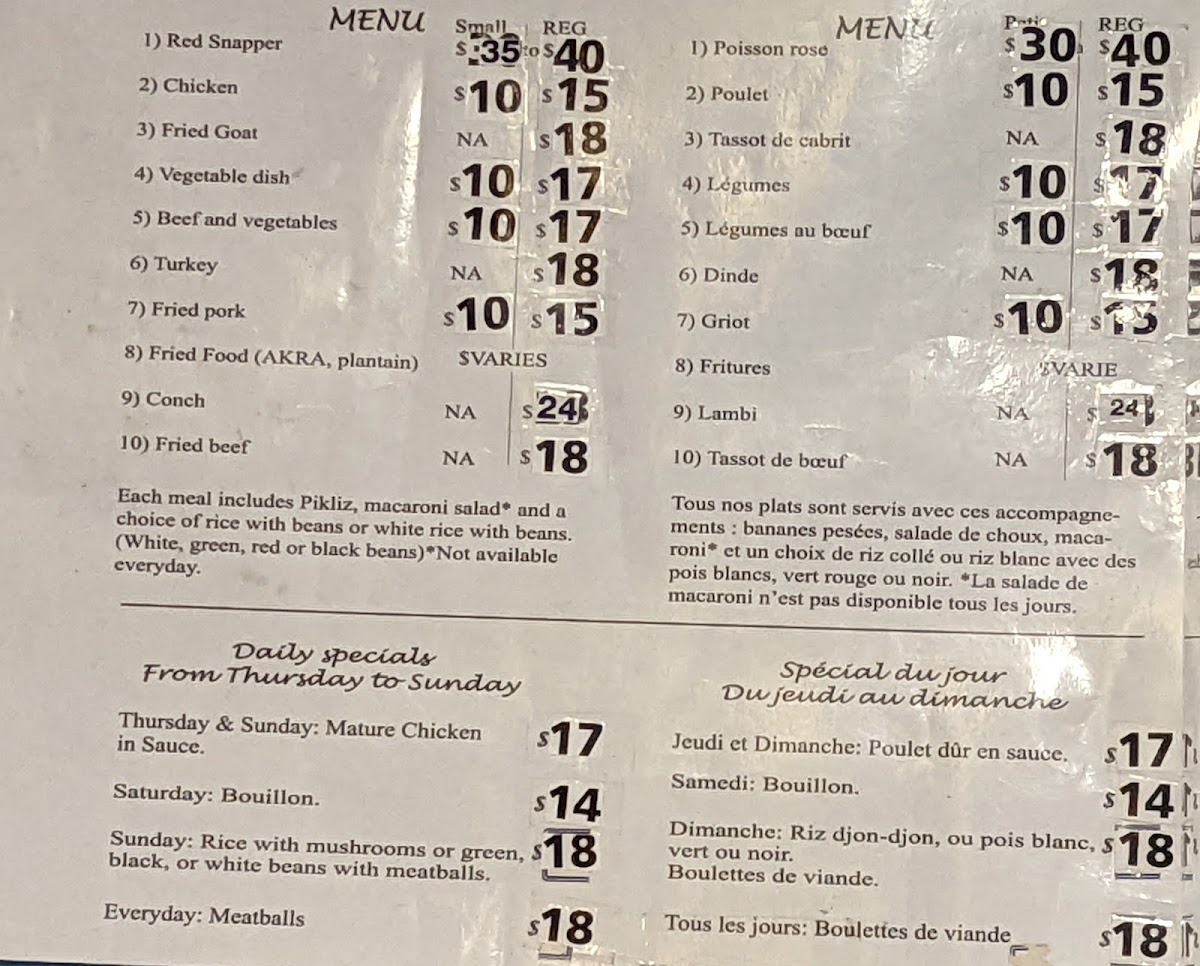 MENU Small REG
1) Red Snapper $35 to $40
2) Chicken $10 $15
3) Fried Goat NA $18
4) Vegetable dish $10 $17
5) Beef and vegetables $10 $17
6) Turkey NA $18
7) Fried pork $10 $15
8) Fried Food (AKRA, plantain) $VARIES
9) Conch NA $24
10) Fried beef NA $18
Each meal includes Pikliz, macaroni salad* and a
choice of rice with beans or white rice with beans.
(White, green, red or black beans)*Not available
everyday.
Daily specials
From Thursday to Sunday
Thursday & Sunday: Mature Chicken
in Sauce. $17
Saturday: Bouillon. $14
Sunday: Rice with mushrooms or green, $18
black, or white beans with meatballs.
Everyday: Meatballs $18
MENU Petit REG
1) Poisson rose $30 $40
2) Poulet $10 $15
3) Tassot de cabrit NA $18
4) Légumes $10 $17
5) Légumes au bœuf $10 $17
6) Dinde NA $18
7) Griot $10 $15
8) Fritures $VARIE
9) Lambi NA $24
10) Tassot de bœuf NA $18
Tous nos plats sont servis avec ces accompagne-
ments : bananes pesées, salade de choux, maca-
roni* et un choix de riz collé ou riz blanc avec des
pois blancs, vert rouge ou noir. *La salade de
macaroni n'est pas disponible tous les jours.
Spécial du jour
Du jeudi au dimanche
Jeudi et Dimanche: Poulet dûr en sauce. $17
Samedi: Bouillon. $14
Dimanche: Riz djon-djon, ou pois blanc, $18
vert ou noir.
Boulettes de viande.
Tous les jours: Boulettes de viande $18